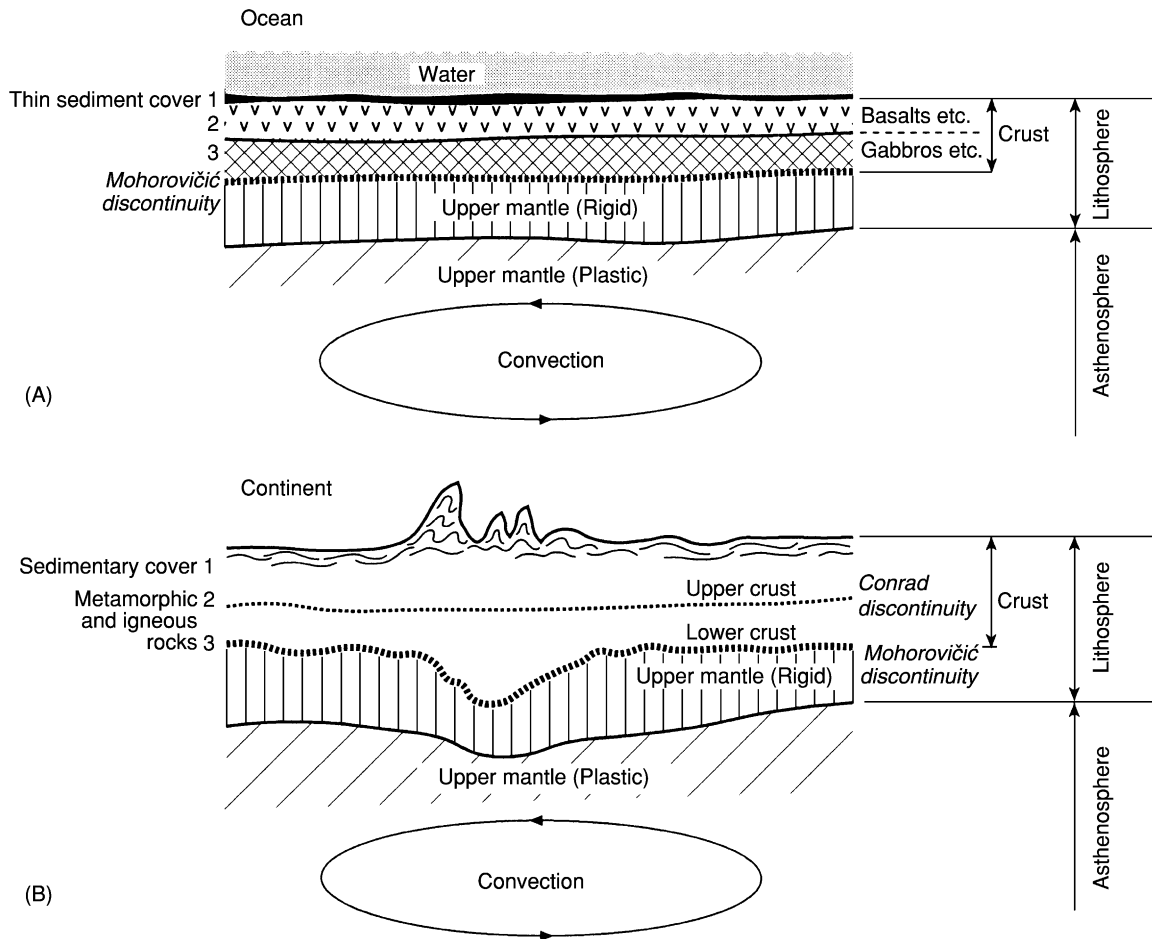 Ocean
Water
Thin sediment cover 1
2
3
Basalts etc.
Gabbros etc.
Crust
Lithosphere
Mohorovičić
discontinuity
Upper mantle (Rigid)
Upper mantle (Plastic)
Convection
Asthenosphere
(A)
Continent
Sedimentary cover 1
Metamorphic 2
and igneous
rocks 3
Upper crust
Conrad
discontinuity
Crust
Lower crust
Mohorovičić
discontinuity
Lithosphere
Upper mantle (Rigid)
Upper mantle (Plastic)
Convection
Asthenosphere
(B)